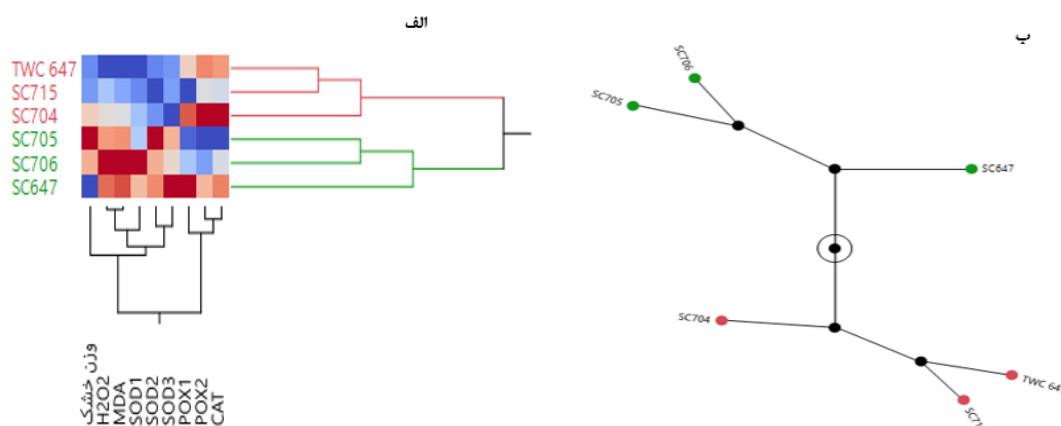 الف
TWC 647
SC715
SC704
SC705
SC706
SC647
وزن خشک
H2O2
MDA
SOD1
SOD2
SOD3
POX1
POX2
CAT
ب
SC706
SC705
SC647
SC704
TWC 64
SC71